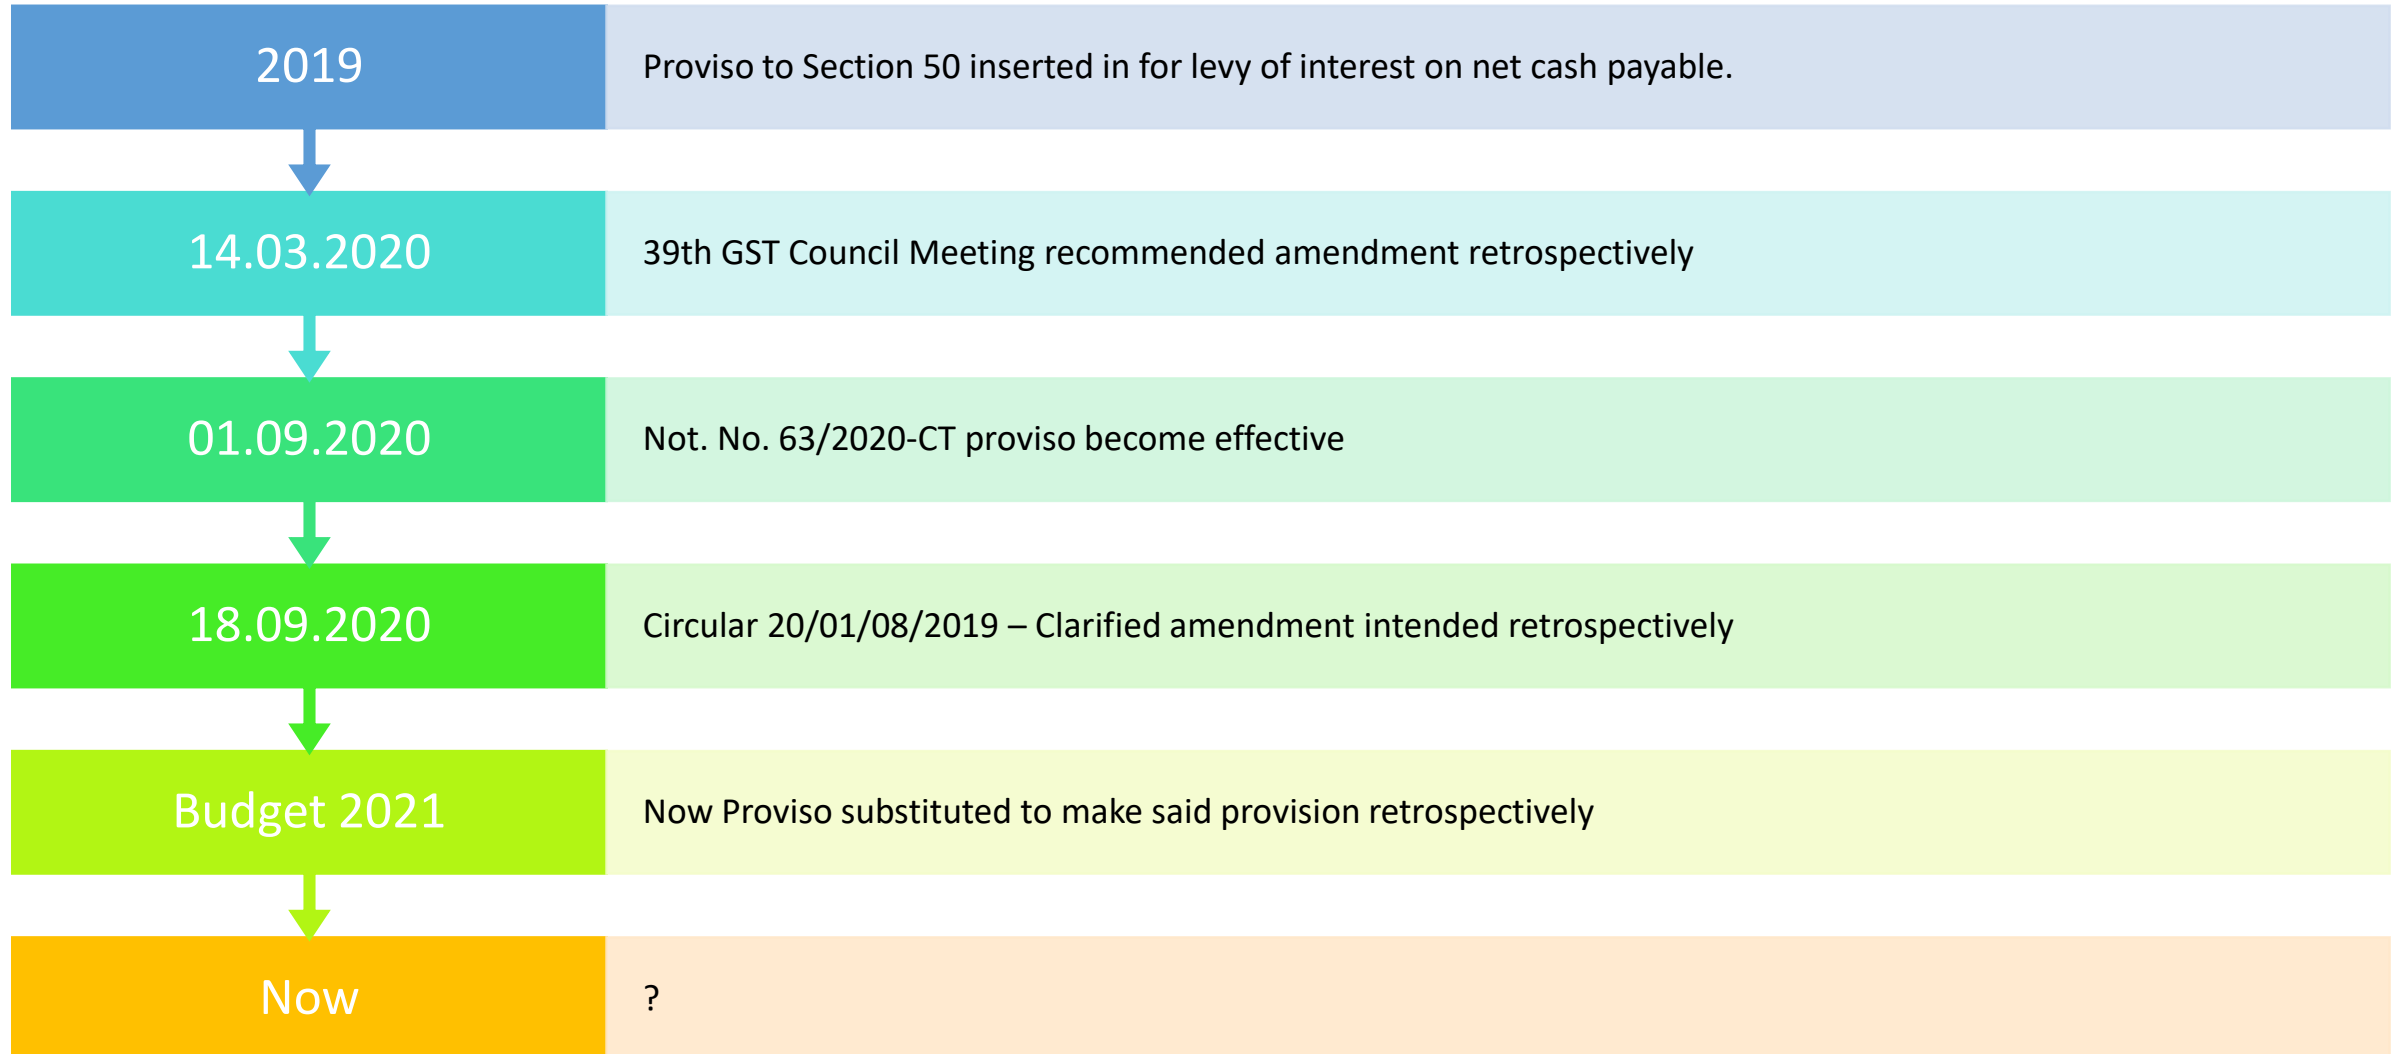 2019
Proviso to Section 50 inserted in for levy of interest on net cash payable.
14.03.2020
39th GST Council Meeting recommended amendment retrospectively
01.09.2020
Not. No. 63/2020-CT proviso become effective
18.09.2020
Circular 20/01/08/2019 – Clarified amendment intended retrospectively
Budget 2021
Now Proviso substituted to make said provision retrospectively
Now
?